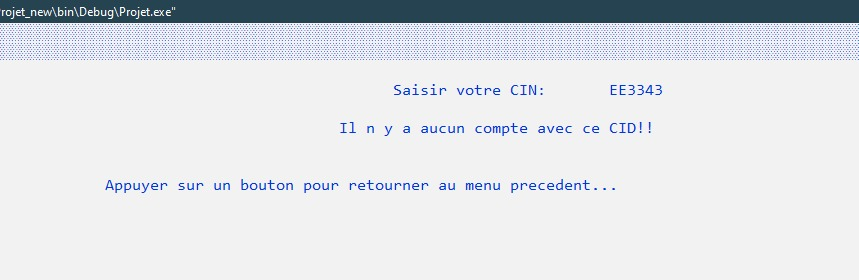 rojet_new\bin\Debug\Projet.exe"
Saisir votre CIN: EE3343
Il n y a aucun compte avec ce CID!!
Appuyer sur un bouton pour retourner au menu precedent...